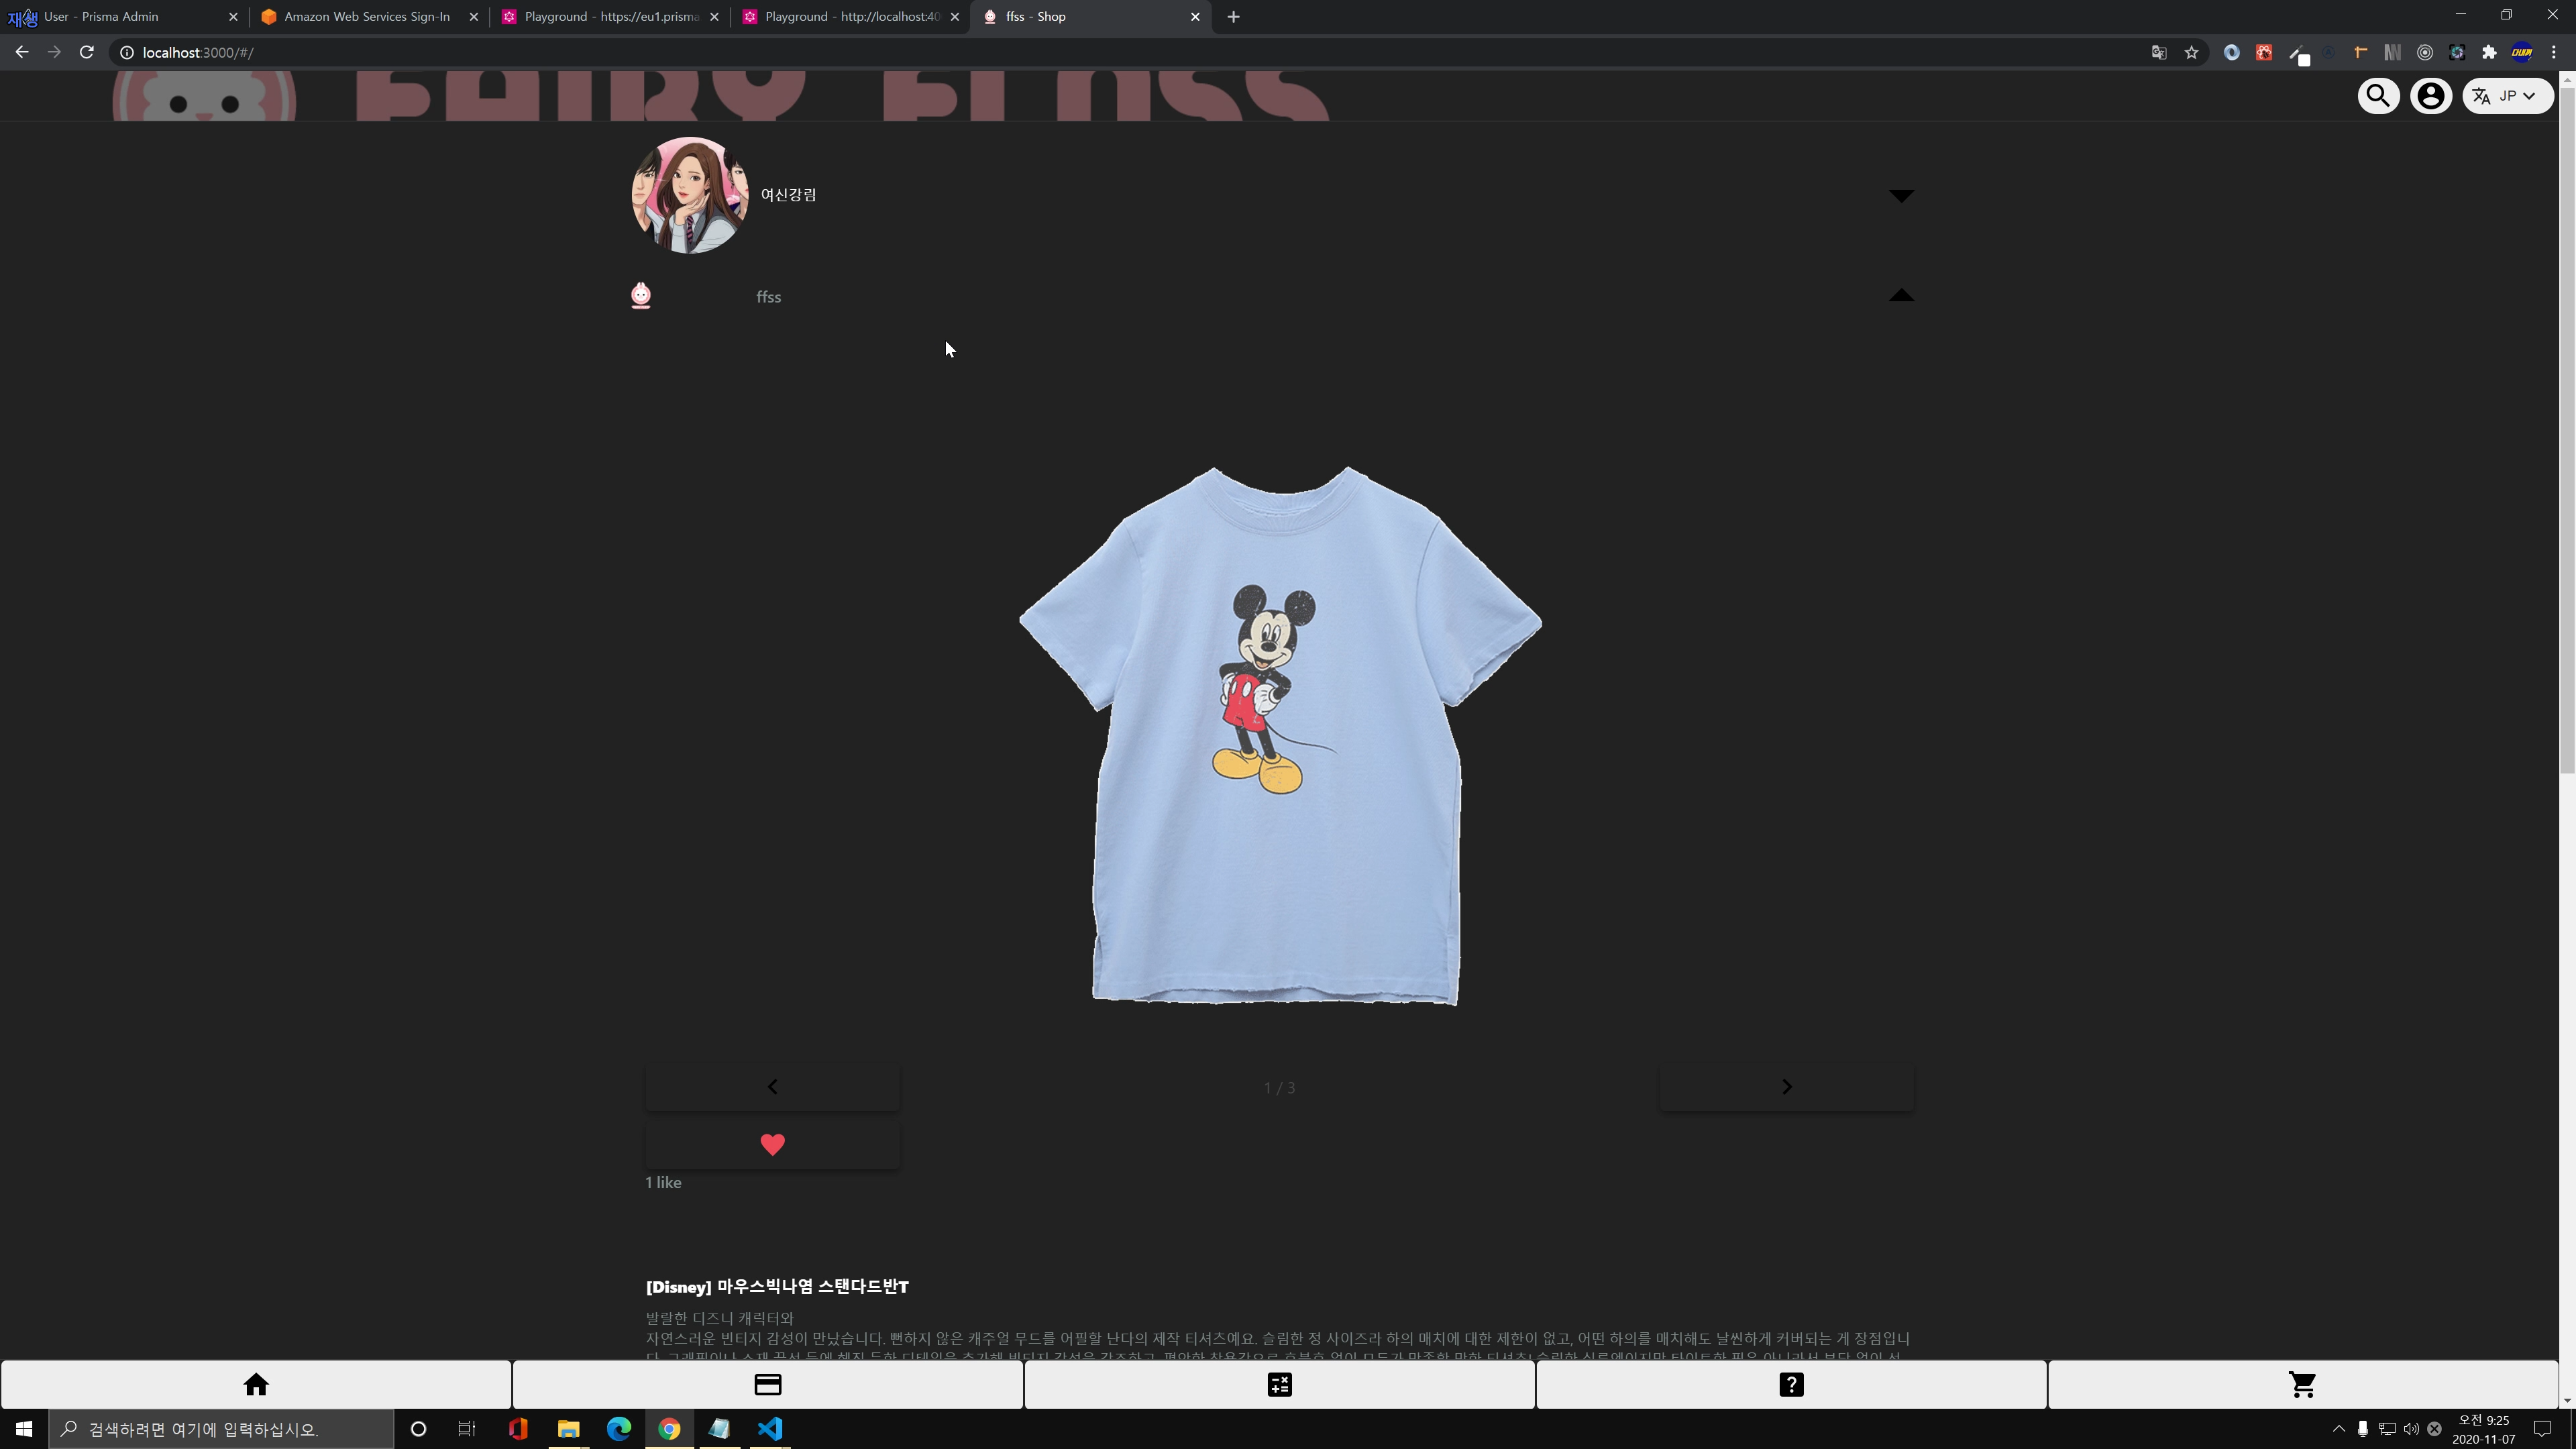 재생
User - Prisma Admin
Amazon Web Services Sign-In
Playground - https://eu1.prisma
Playground - http://localhost:40
ffss - Shop
localhost:3000/#/
FAIRY FLOSS
JP
여신강림
ffss
1 / 3
1 like
[Disney] 마우스빅나염 스탠다드반T
발랄한 디즈니 캐릭터와
자연스러운 빈티지 감성이 만났습니다. 뻔하지 않은 캐주얼 무드를 어필할 난다의 제작 티셔츠예요. 슬림한 정 사이즈라 하의 매치에 대한 제한이 없고, 어떤 하의를 매치해도 날씬하게 커버되는 게 장점입니
검색하려면 여기에 입력하십시오.
오전 9:25
2020-11-07